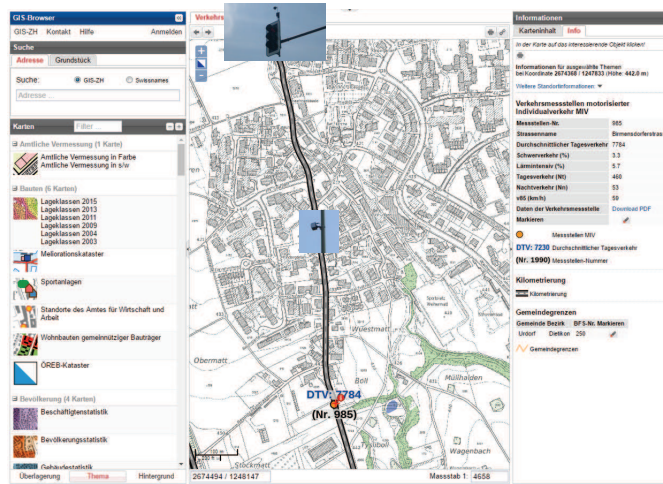 GIS-Browser
GIS-ZH Kontakt Hilfe Anmelden
Suche
Adresse Grundstück
Suche: GIS-ZH Swissnames
Adresse ...
Karten Filter ...
Amtliche Vermessung (1 Karte)
Amtliche Vermessung in Farbe
Amtliche Vermessung in s/w
Bauten (6 Karten)
Lageklassen 2015
Lageklassen 2013
Lageklassen 2011
Lageklassen 2009
Lageklassen 2004
Lageklassen 2003
Meliorationskataster
Sportanlagen
Standorte des Amtes für Wirtschaft und
Arbeit
Wohnbauten gemeinnütziger Bauträger
ÖREB-Kataster
Bevölkerung (4 Karten)
Beschäftigtenstatistik
Bevölkerungsstatistik
Gebäudestatistik
Überlagerung Thema Hintergrund
Verkehrs
Wüestmatt
Obermatt
Boll
Müllhalden
DTV: 7784
(Nr. 985)
Wagenbach
Stockmatt
2674494 / 1248147 Massstab 1: 4658
Informationen
Karteninhalt Info
In der Karte auf das interessierende Objekt klicken!
Informationen für ausgewählte Themen
bei Koordinate 2674368 / 1247833 (Höhe: 442.0 m)
Weitere Standortinformationen
Verkehrsmessstellen motorisierter
Individualverkehr MIV
Messstellen-Nr. 985
Strassenname Birmensdorferstras
Durchschnittlicher Tagesverkehr 7784
Schwerverkehr (%) 3.3
Lärmintensiv (%) 5.7
Tagesverkehr (Nt) 460
Nachtverkehr (Nn) 53
v85 (km/h) 59
Daten der Verkehrsmessstelle Download PDF
Markieren
Messstellen MIV
DTV: 7230 Durchschnittlicher Tagesverkehr
(Nr. 1990) Messstellen-Nummer
Kilometrierung
Kilometrierung
Gemeindegrenzen
Gemeinde Bezirk BFS-Nr. Markieren
Urdorf Dietikon 250
Gemeindegrenzen